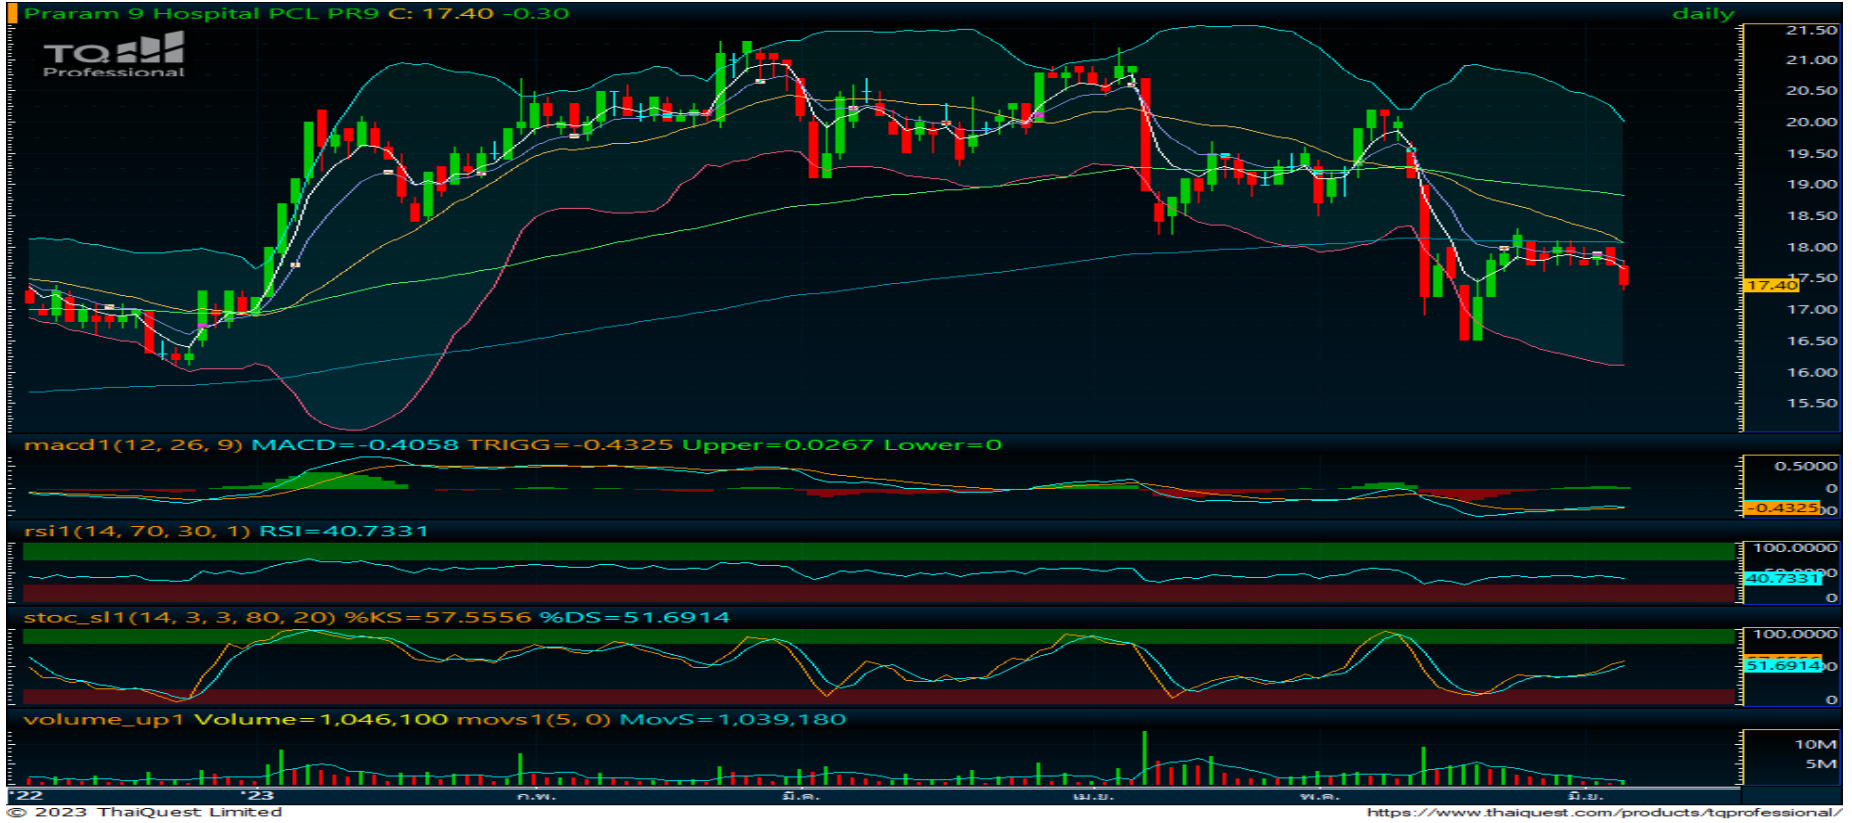 Praram 9 Hospital PCL PR9 C: 17.40 -0.30 daily
TQ
Professional
21.50
21.00
20.50
20.00
19.50
19.00
18.50
18.00
17.50
17.40
17.00
16.50
16.00
15.50
macd1(12, 26, 9) MACD=-0.4058 TRIGG=-0.4325 Upper=0.0267 Lower=0
0.5000
0
-0.4325
rsi1(14, 70, 30, 1) RSI=40.7331
100.0000
40.7331
0
stoc_sl1(14, 3, 3, 80, 20) %KS=57.5556 %DS=51.6914
100.0000
51.6914
0
volume_up1 Volume=1,046,100 movs1(5, 0) MovS=1,039,180
10M
5M
'22 '23 ก.พ. มี.ค. เม.ย. พ.ค. มิ.ย.
© 2023 ThaiQuest Limited https://www.thaiquest.com/products/tqprofessional/